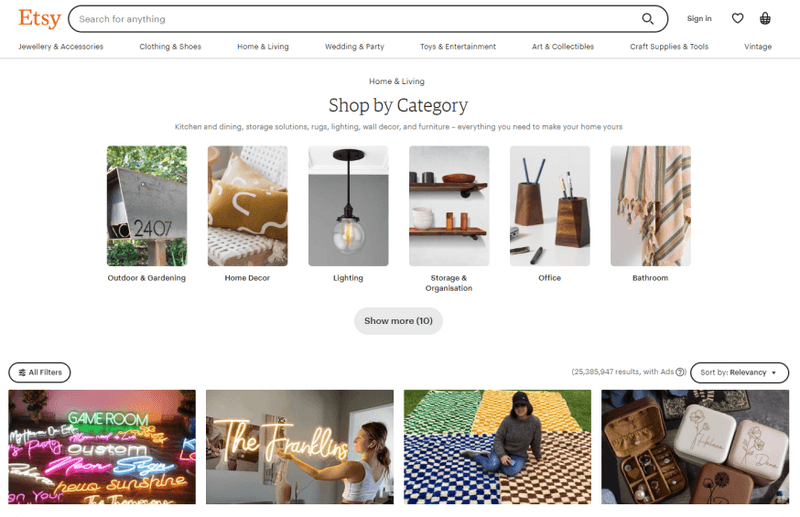 Etsy
Search for anything
Sign in
Jewellery & Accessories
Clothing & Shoes
Home & Living
Wedding & Party
Toys & Entertainment
Art & Collectibles
Craft Supplies & Tools
Vintage
Home & Living
Shop by Category
Kitchen and dining, storage solutions, rugs, lighting, wall decor, and furniture – everything you need to make your home yours
2407
Outdoor & Gardening
Home Decor
Lighting
Storage &
Organisation
Office
Bathroom
Show more (10)
All Filters
(25,385,947 results, with Ads ?)
Sort by: Relevancy
GAME ROOM
custom
Neon Sign
hello sunshine
The Franklins